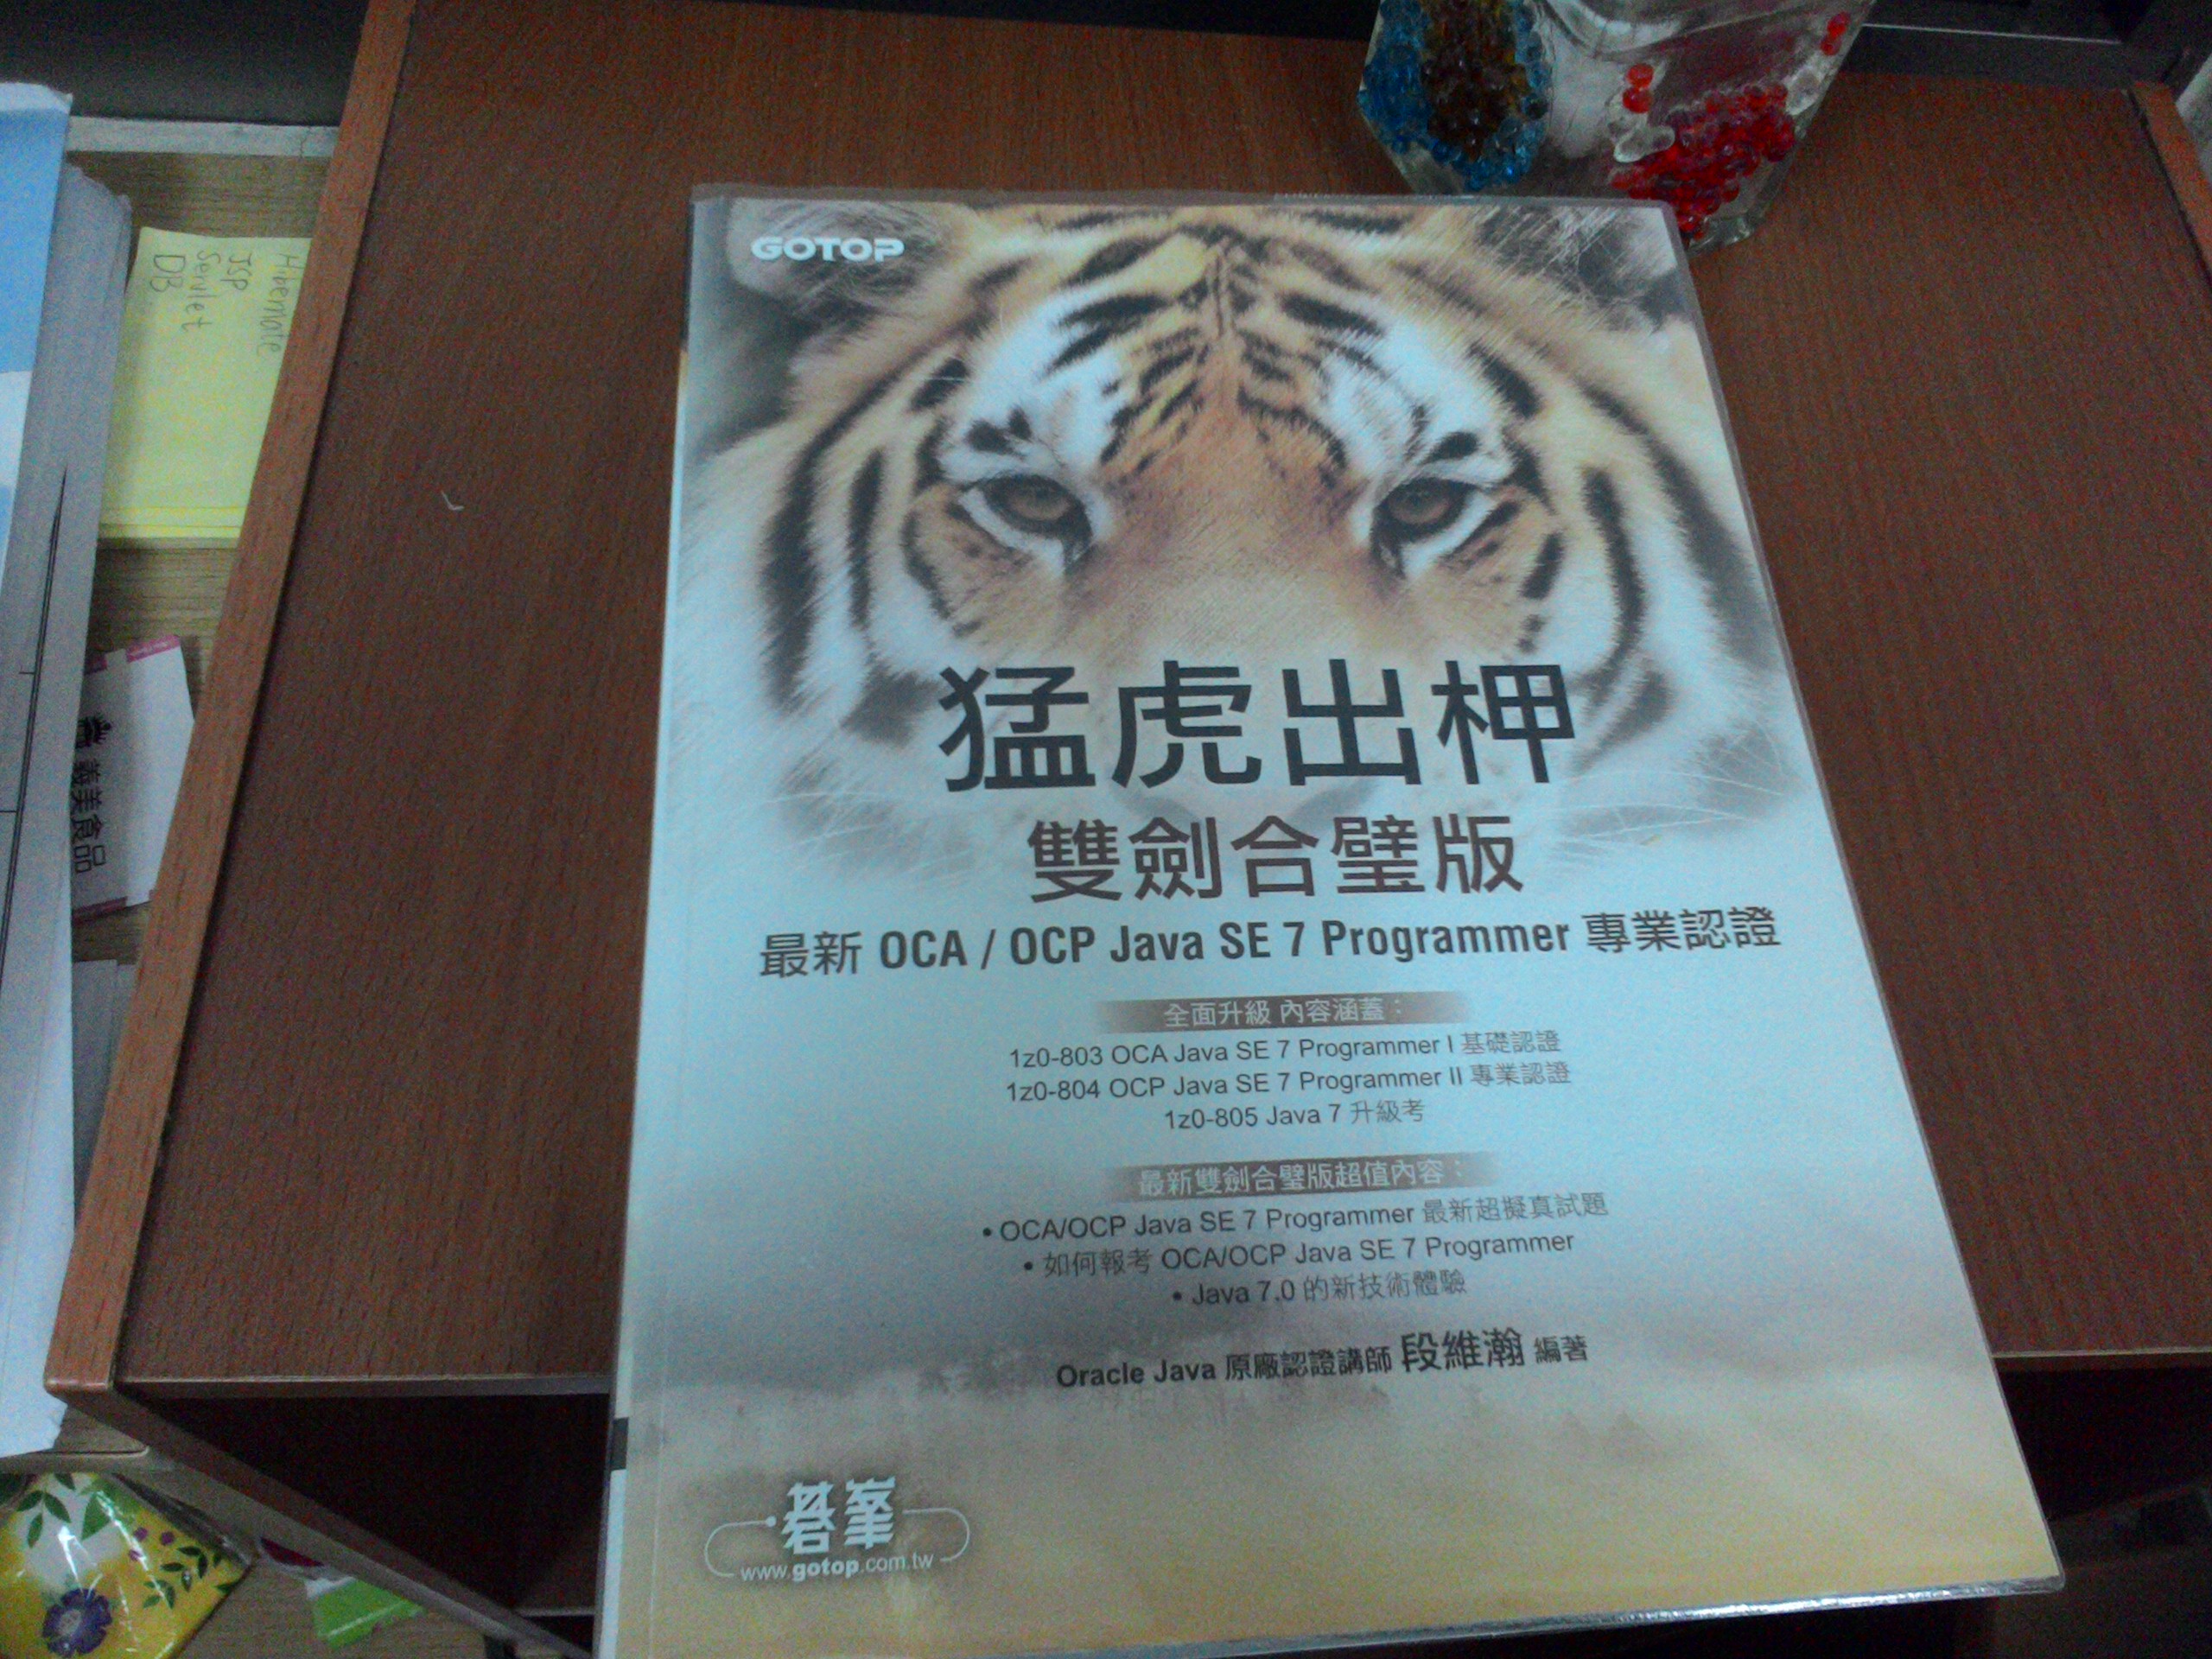 GOTOP
猛虎出柙
雙劍合璧版
最新 OCA / OCP Java SE 7 Programmer 專業認證
全面升級 內容涵蓋：
1z0-803 OCA Java SE 7 Programmer I 基礎認證
1z0-804 OCP Java SE 7 Programmer II 專業認證
1z0-805 Java 7 升級考
最新雙劍合璧版超值內容：
• OCA/OCP Java SE 7 Programmer 最新超擬真試題
• 如何報考 OCA/OCP Java SE 7 Programmer
• Java 7.0 的新技術體驗
Oracle Java 原廠認證講師 段維瀚 編著
碁峯
www.gotop.com.tw
Hibernate
JSP
Servlet
DB
義美食品